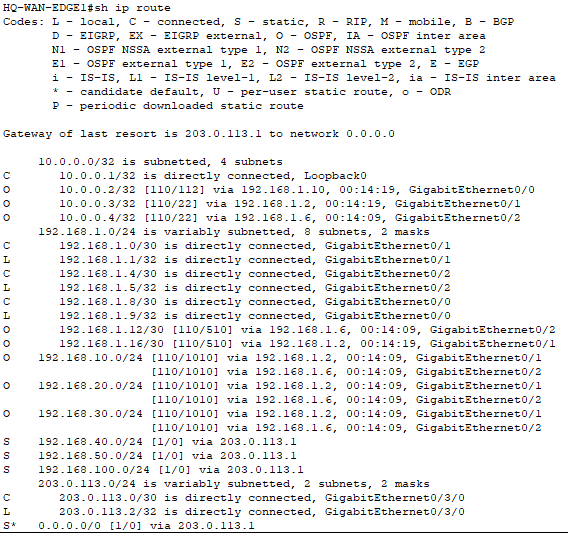 HQ-WAN-EDGE1#sh ip route
Codes: L - local, C - connected, S - static, R - RIP, M - mobile, B - BGP
       D - EIGRP, EX - EIGRP external, O - OSPF, IA - OSPF inter area
       N1 - OSPF NSSA external type 1, N2 - OSPF NSSA external type 2
       E1 - OSPF external type 1, E2 - OSPF external type 2, E - EGP
       i - IS-IS, L1 - IS-IS level-1, L2 - IS-IS level-2, ia - IS-IS inter area
       * - candidate default, U - per-user static route, o - ODR
       P - periodic downloaded static route

Gateway of last resort is 203.0.113.1 to network 0.0.0.0

     10.0.0.0/32 is subnetted, 4 subnets
C       10.0.0.1/32 is directly connected, Loopback0
O       10.0.0.2/32 [110/112] via 192.168.1.10, 00:14:19, GigabitEthernet0/0
O       10.0.0.3/32 [110/22] via 192.168.1.2, 00:14:19, GigabitEthernet0/1
O       10.0.0.4/32 [110/22] via 192.168.1.6, 00:14:09, GigabitEthernet0/2
     192.168.1.0/24 is variably subnetted, 8 subnets, 2 masks
C       192.168.1.0/30 is directly connected, GigabitEthernet0/1
L       192.168.1.1/32 is directly connected, GigabitEthernet0/1
C       192.168.1.4/30 is directly connected, GigabitEthernet0/2
L       192.168.1.5/32 is directly connected, GigabitEthernet0/2
C       192.168.1.8/30 is directly connected, GigabitEthernet0/0
L       192.168.1.9/32 is directly connected, GigabitEthernet0/0
O       192.168.1.12/30 [110/510] via 192.168.1.6, 00:14:09, GigabitEthernet0/2
O       192.168.1.16/30 [110/510] via 192.168.1.2, 00:14:19, GigabitEthernet0/1
O    192.168.10.0/24 [110/1010] via 192.168.1.2, 00:14:09, GigabitEthernet0/1
                     [110/1010] via 192.168.1.6, 00:14:09, GigabitEthernet0/2
O    192.168.20.0/24 [110/1010] via 192.168.1.2, 00:14:09, GigabitEthernet0/1
                     [110/1010] via 192.168.1.6, 00:14:09, GigabitEthernet0/2
O    192.168.30.0/24 [110/1010] via 192.168.1.2, 00:14:09, GigabitEthernet0/1
                     [110/1010] via 192.168.1.6, 00:14:09, GigabitEthernet0/2
S    192.168.40.0/24 [1/0] via 203.0.113.1
S    192.168.50.0/24 [1/0] via 203.0.113.1
S    192.168.100.0/24 [1/0] via 203.0.113.1
     203.0.113.0/24 is variably subnetted, 2 subnets, 2 masks
C       203.0.113.0/30 is directly connected, GigabitEthernet0/3/0
L       203.0.113.2/32 is directly connected, GigabitEthernet0/3/0
S*   0.0.0.0/0 [1/0] via 203.0.113.1